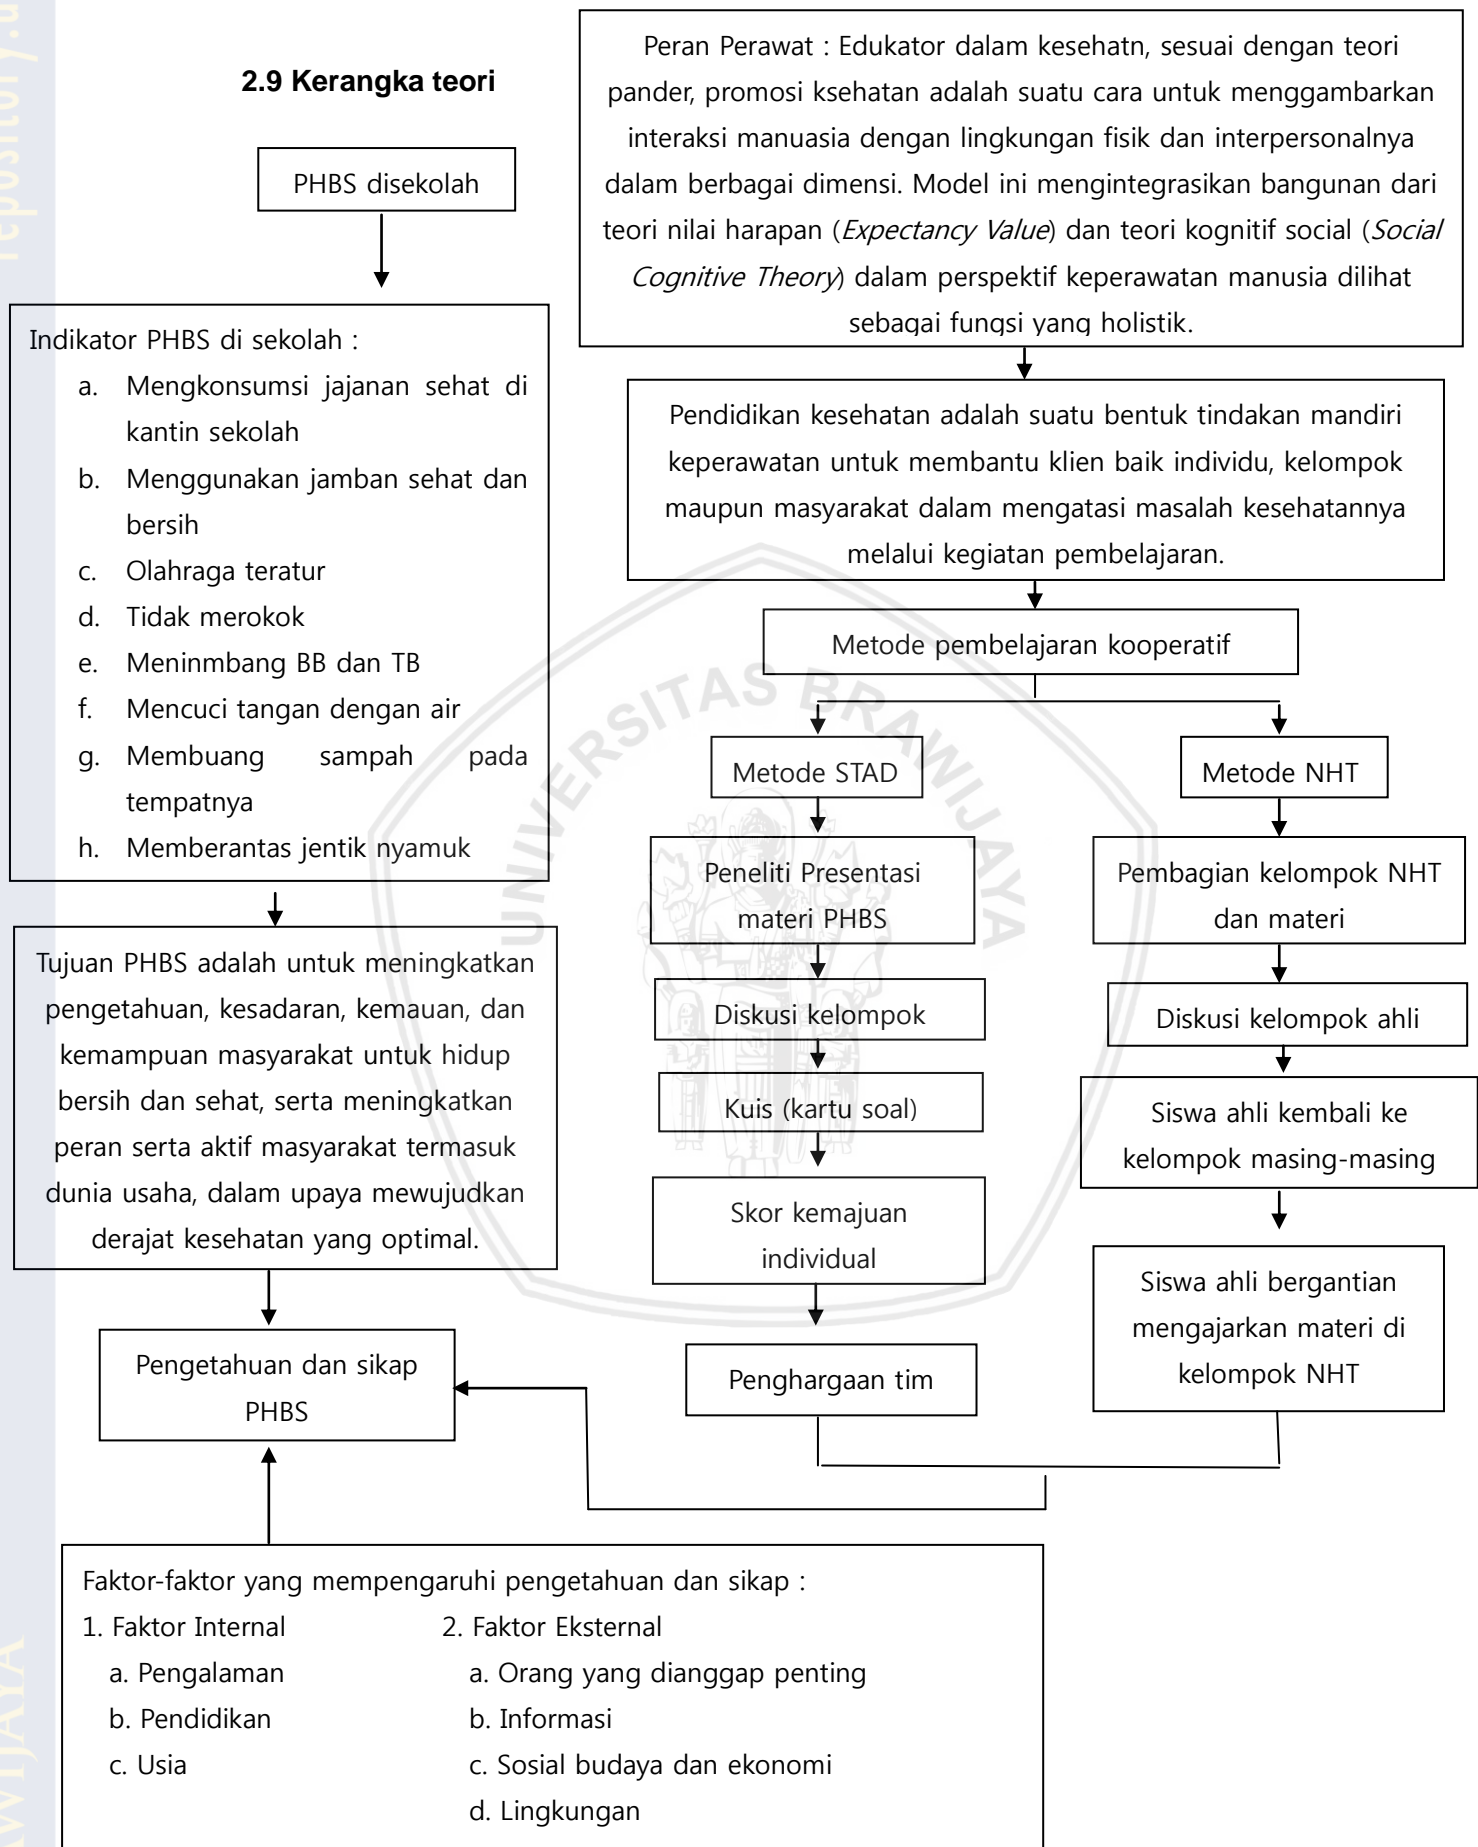 2.9 Kerangka teori
PHBS disekolah
Indikator PHBS di sekolah :
a. Mengkonsumsi jajanan sehat di
kantin sekolah
b. Menggunakan jamban sehat dan
bersih
c. Olahraga teratur
d. Tidak merokok
e. Meninmbang BB dan TB
f. Mencuci tangan dengan air
g. Membuang sampah pada
tempatnya
h. Memberantas jentik nyamuk
Tujuan PHBS adalah untuk meningkatkan
pengetahuan, kesadaran, kemauan, dan
kemampuan masyarakat untuk hidup
bersih dan sehat, serta meningkatkan
peran serta aktif masyarakat termasuk
dunia usaha, dalam upaya mewujudkan
derajat kesehatan yang optimal.
Pengetahuan dan sikap
PHBS
Peran Perawat : Edukator dalam kesehatn, sesuai dengan teori
pander, promosi ksehatan adalah suatu cara untuk menggambarkan
interaksi manuasia dengan lingkungan fisik dan interpersonalnya
dalam berbagai dimensi. Model ini mengintegrasikan bangunan dari
teori nilai harapan (Expectancy Value) dan teori kognitif social (Social
Cognitive Theory) dalam perspektif keperawatan manusia dilihat
sebagai fungsi yang holistik.
Pendidikan kesehatan adalah suatu bentuk tindakan mandiri
keperawatan untuk membantu klien baik individu, kelompok
maupun masyarakat dalam mengatasi masalah kesehatannya
melalui kegiatan pembelajaran.
Metode pembelajaran kooperatif
Metode STAD
Peneliti Presentasi
materi PHBS
Diskusi kelompok
Kuis (kartu soal)
Skor kemajuan
individual
Penghargaan tim
Metode NHT
Pembagian kelompok NHT
dan materi
Diskusi kelompok ahli
Siswa ahli kembali ke
kelompok masing-masing
Siswa ahli bergantian
mengajarkan materi di
kelompok NHT
Faktor-faktor yang mempengaruhi pengetahuan dan sikap :
1. Faktor Internal
a. Pengalaman
b. Pendidikan
c. Usia
2. Faktor Eksternal
a. Orang yang dianggap penting
b. Informasi
c. Sosial budaya dan ekonomi
d. Lingkungan
UNIVERSITAS BRAWIJAYA